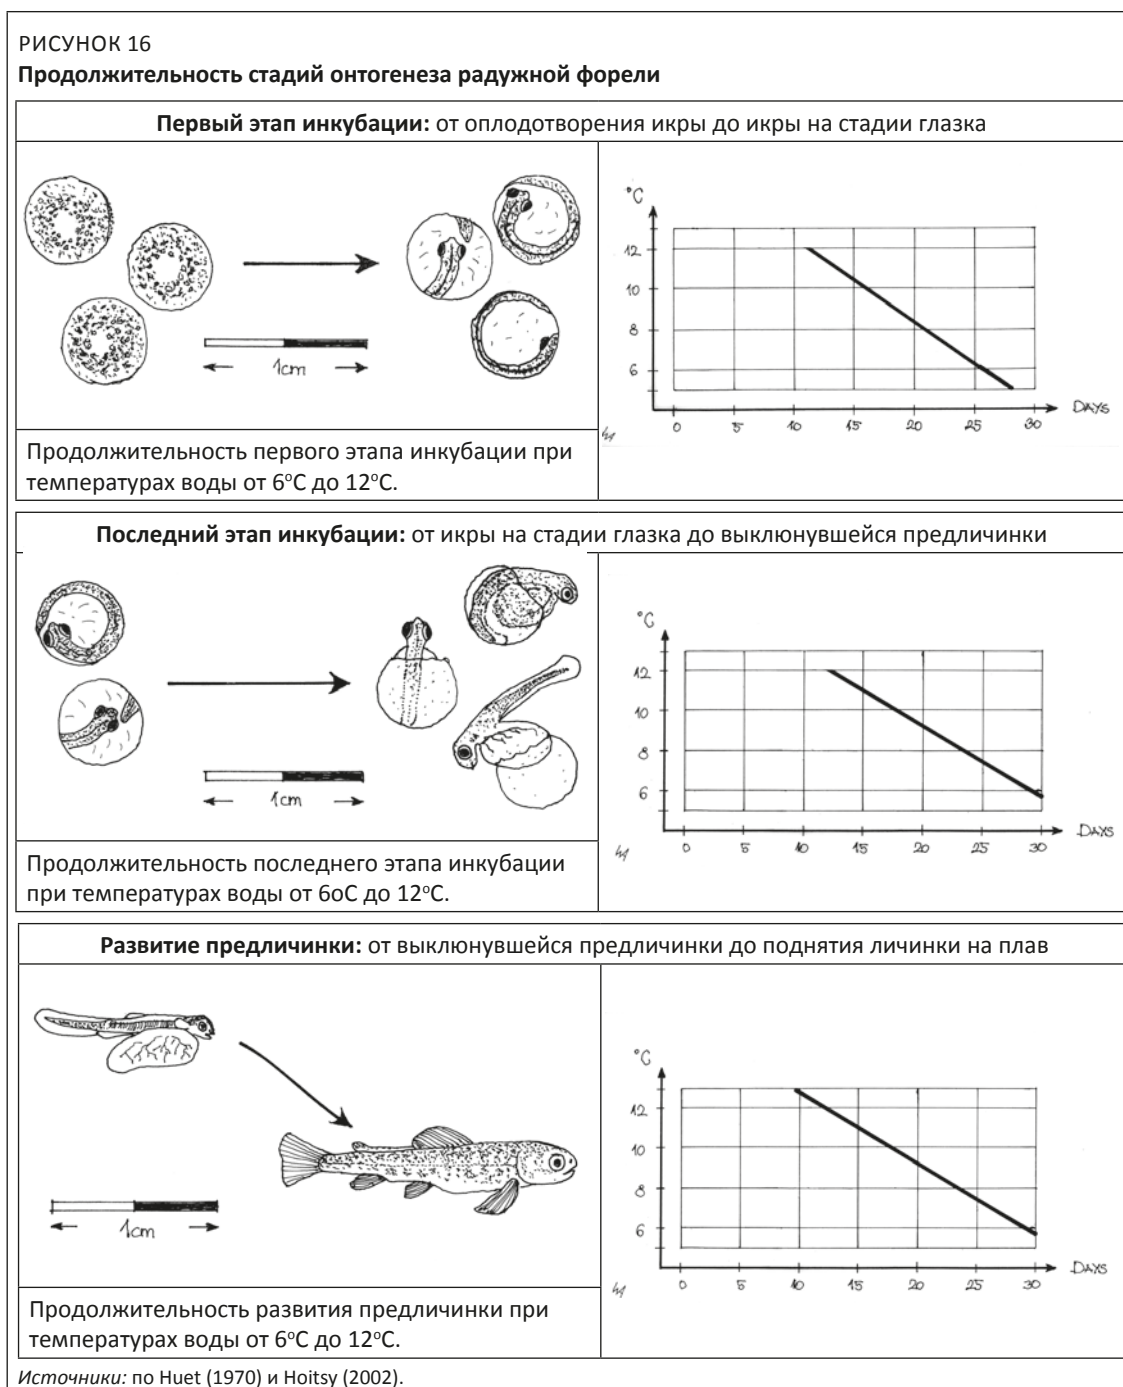 РИСУНОК 16
Продолжительность стадий онтогенеза радужной форели
Первый этап инкубации: от оплодотворения икры до икры на стадии глазка
1cm
°C
12
10
8
6
0 5 10 15 20 25 30 DAYS
Продолжительность первого этапа инкубации при
температурах воды от 6°C до 12°C.
Последний этап инкубации: от икры на стадии глазка до выклюнувшейся предличинки
1cm
°C
12
10
8
6
0 5 10 15 20 25 30 DAYS
Продолжительность последнего этапа инкубации
при температурах воды от 6oC до 12°C.
Развитие предличинки: от выклюнувшейся предличинки до поднятия личинки на плав
1cm
°C
12
10
8
6
0 5 10 15 20 25 30 DAYS
Продолжительность развития предличинки при
температурах воды от 6°C до 12°C.
Источники: по Huet (1970) и Hoitsy (2002).